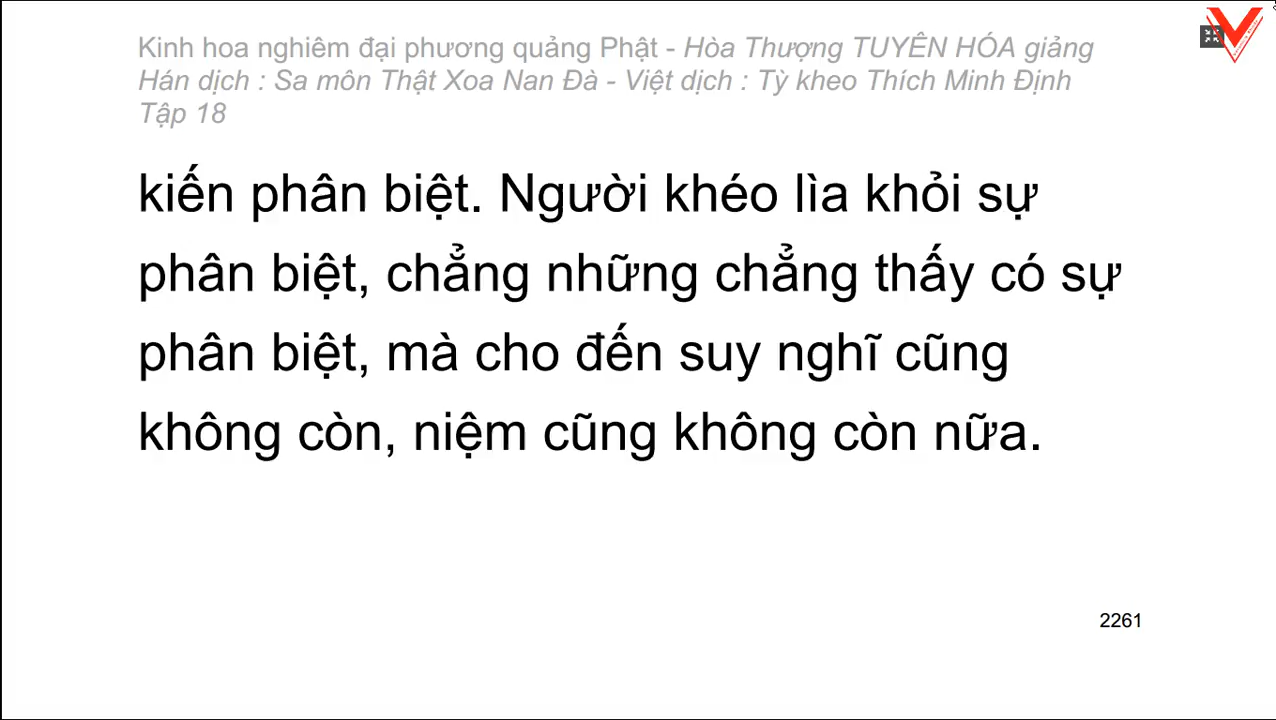 Kinh hoa nghiêm đại phương quảng Phật - Hòa Thượng TUYÊN HÓA giảng
Hán dịch : Sa môn Thật Xoa Nan Đà - Việt dịch : Tỳ kheo Thích Minh Định
Tập 18
kiến phân biệt. Người khéo lìa khỏi sự
phân biệt, chẳng những chẳng thấy có sự
phân biệt, mà cho đến suy nghĩ cũng
không còn, niệm cũng không còn nữa.
2261